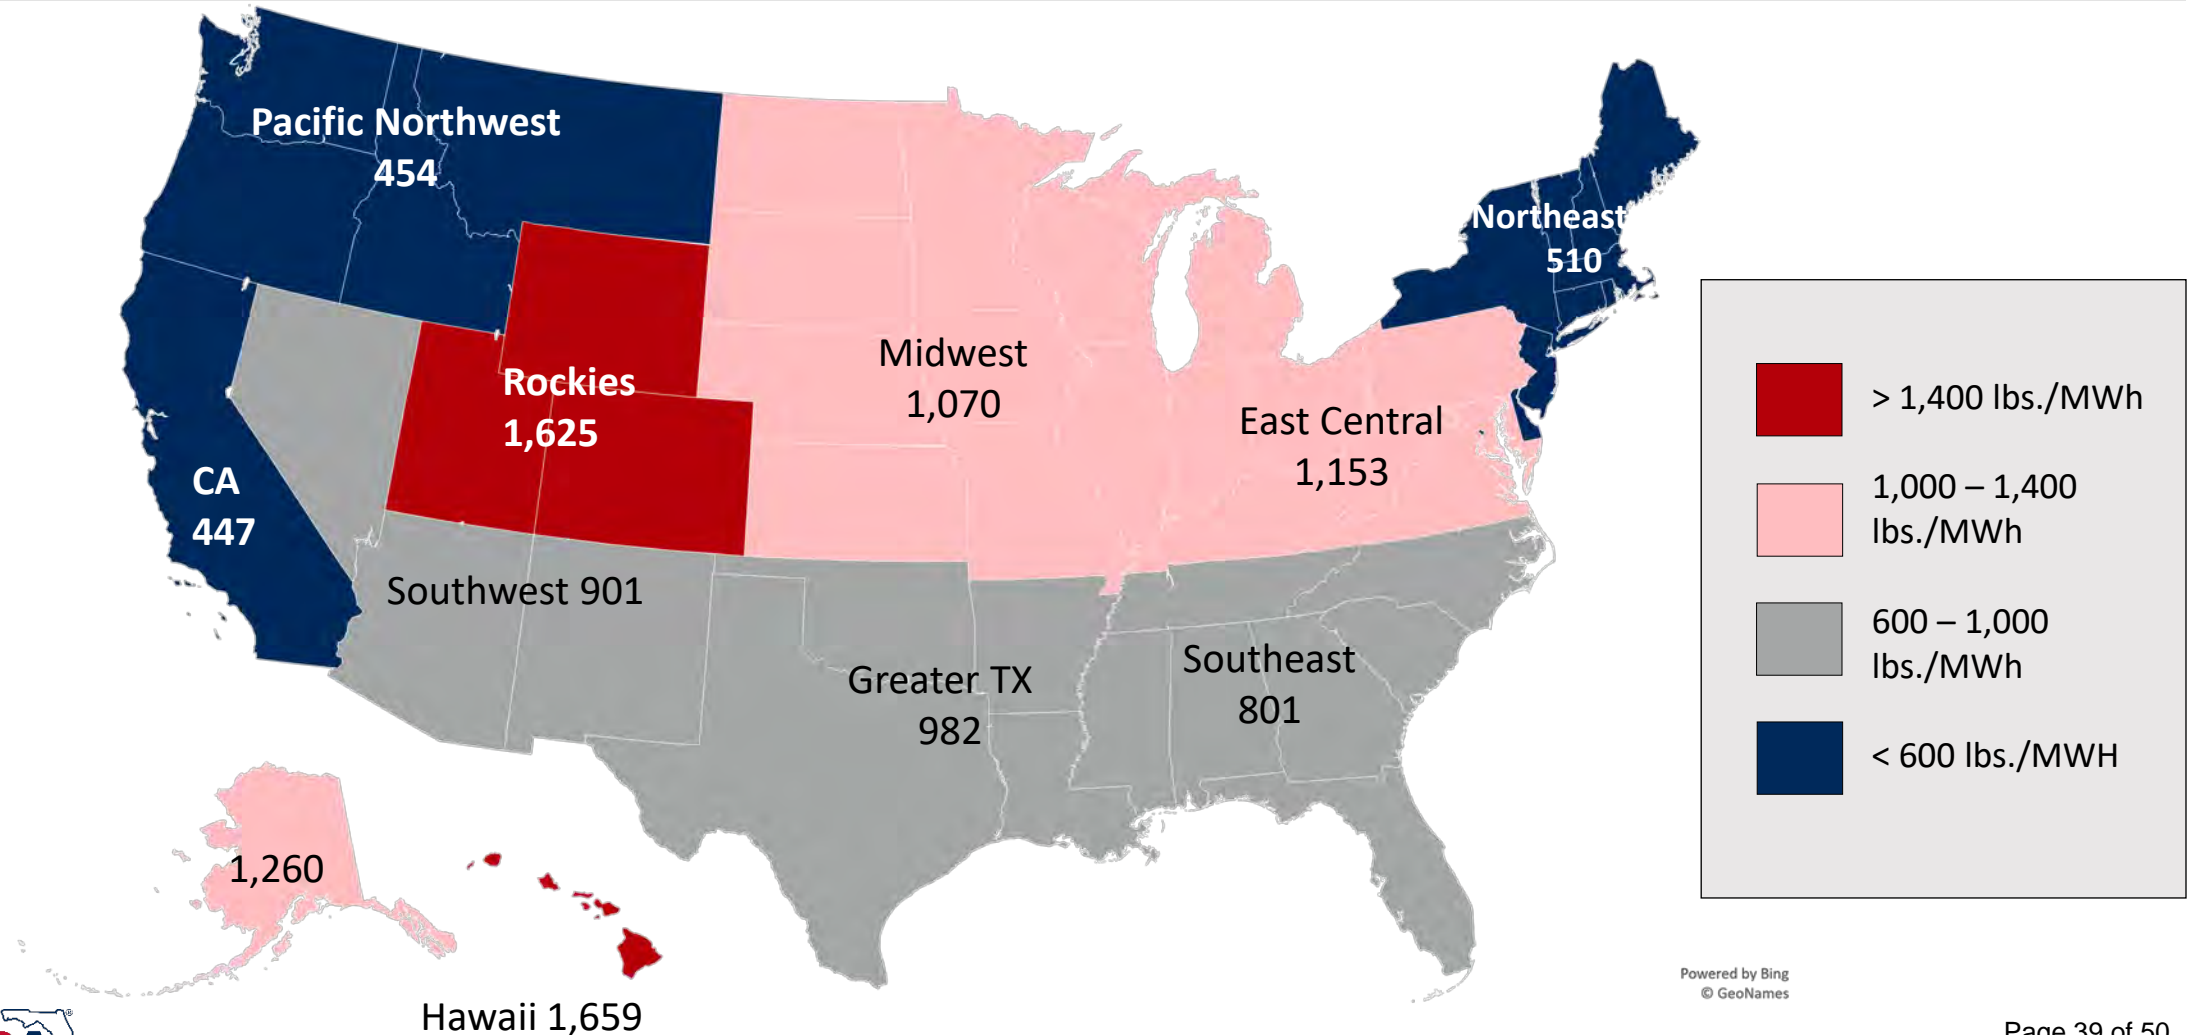 Pacific Northwest
454
Northeast
510
Rockies
1,625
Midwest
1,070
East Central
1,153
CA
447
Southwest 901
Greater TX
982
Southeast
801
1,260
Hawaii 1,659
> 1,400 lbs./MWh
1,000 – 1,400
lbs./MWh
600 – 1,000
lbs./MWh
< 600 lbs./MWH
Powered by Bing
© GeoNames
®
Page 39 of 50